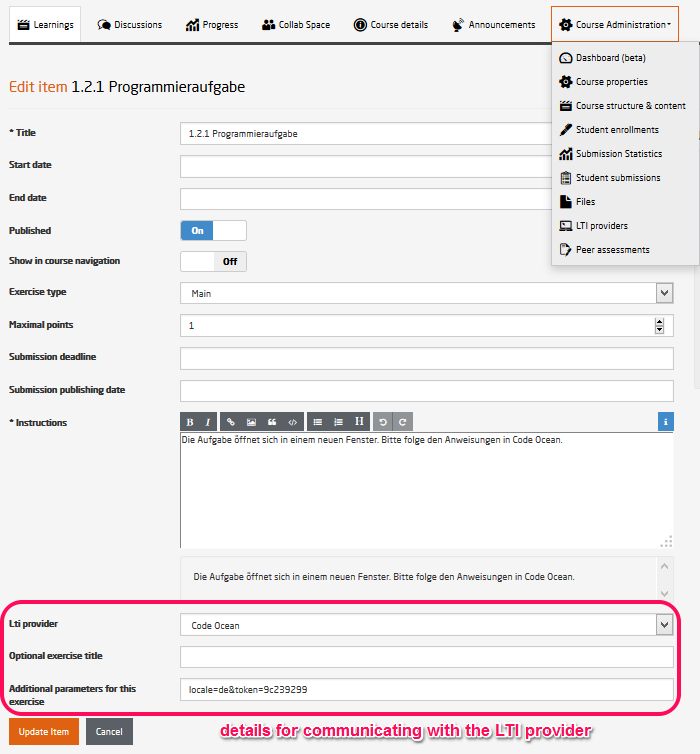 Learnings Discussions Progress Collab Space Course details Announcements Course Administration
Dashboard (beta)
Course properties
Course structure & content
Student enrollments
Submission Statistics
Student submissions
Files
LTI providers
Peer assessments
Edit item 1.2.1 Programmieraufgabe
* Title 1.2.1 Programmieraufgabe
Start date
End date
Published On
Show in course navigation Off
Exercise type Main
Maximal points 1
Submission deadline
Submission publishing date
* Instructions B I H i
Die Aufgabe öffnet sich in einem neuen Fenster. Bitte folge den Anweisungen in Code Ocean.
Die Aufgabe öffnet sich in einem neuen Fenster. Bitte folge den Anweisungen in Code Ocean.
Lti provider Code Ocean
Optional exercise title
Additional parameters for this
exercise
locale=de&token=9c239299
Update Item Cancel
details for communicating with the LTI provider